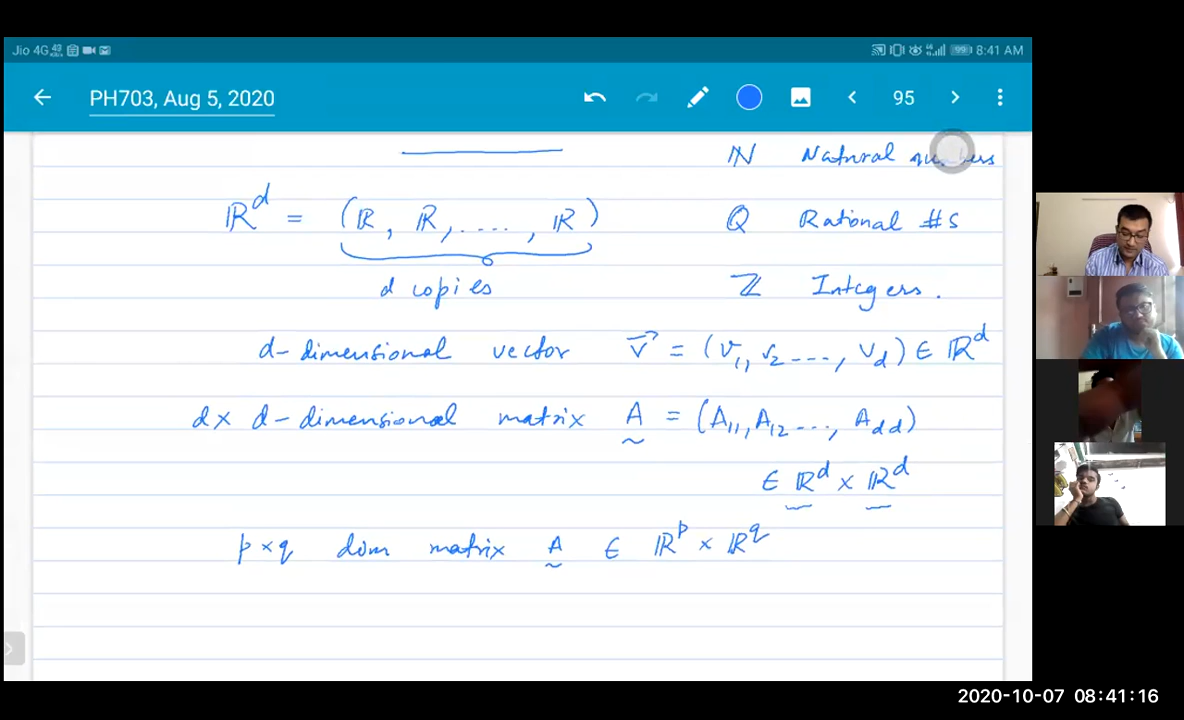 Jio 4G 8:41 AM
PH703, Aug 5, 2020 95
ℕ Natural numbers
ℝ^d = (ℝ, ℝ, ...., ℝ) Q Rational #s
d copies ℤ Integers.
d-dimensional vector v⃗ = (v₁, v₂ ...., v_d) ∈ ℝ^d
d× d-dimensional matrix A = (A₁₁, A₁₂ ..., A_dd)
∈ ℝ^d × ℝ^d
p×q dim matrix A ∈ ℝ^p × ℝ^q
2020-10-07 08:41:16